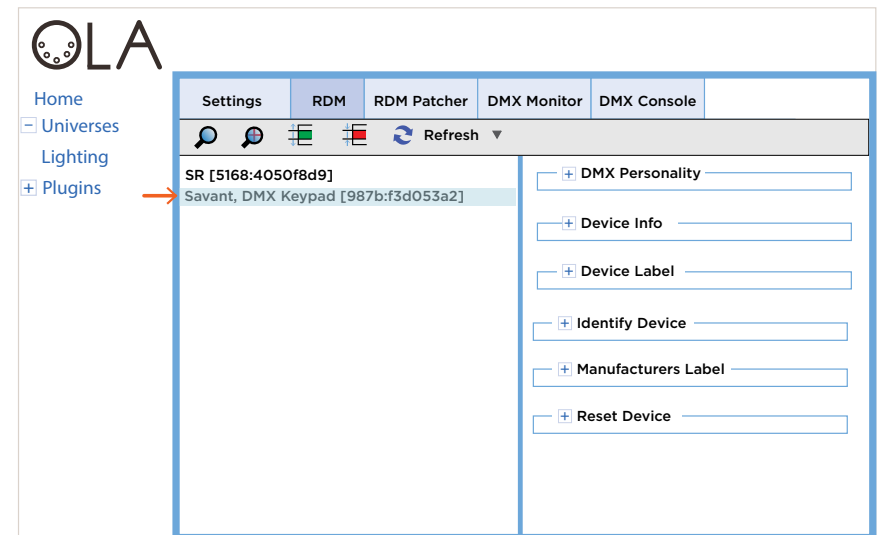 OLA
Home
Universes
Lighting
Plugins
Settings RDM RDM Patcher DMX Monitor DMX Console
Refresh
SR [5168:4050f8d9]
Savant, DMX Keypad [987b:f3d053a2]
DMX Personality
Device Info
Device Label
Identify Device
Manufacturers Label
Reset Device